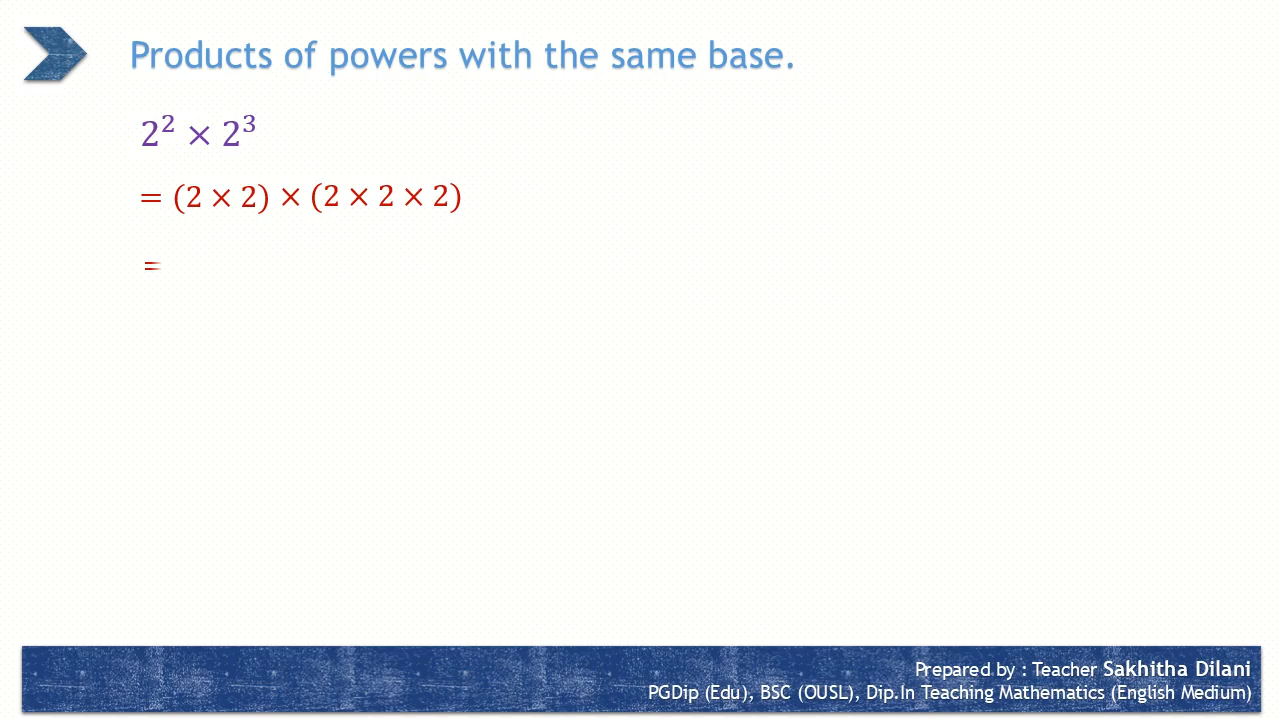 Products of powers with the same base.
2² × 2³
= (2 × 2) × (2 × 2 × 2)
=
Prepared by : Teacher Sakhitha Dilani
PGDip (Edu), BSC (OUSL), Dip.In Teaching Mathematics (English Medium)